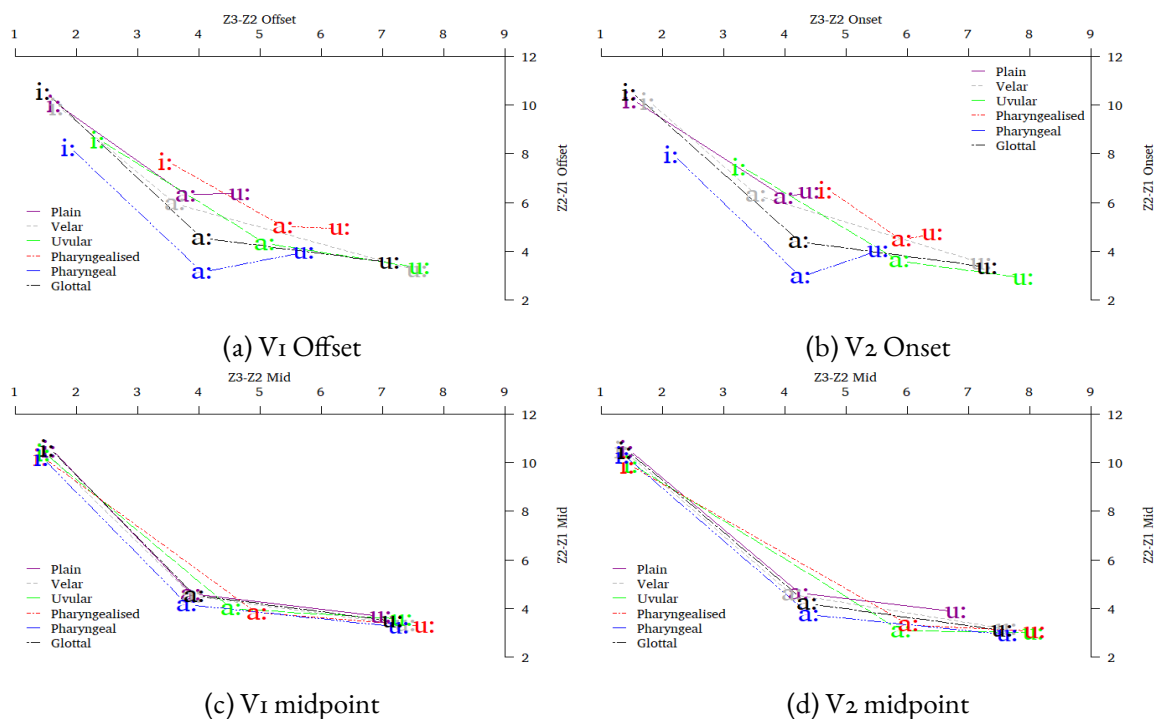 Z3-Z2 Offset
1 2 3 4 5 6 7 8 9
12
10
8
6
4
2
Z2-Z1 Offset
i:
i:
i:
i:
i:
i:
a:
a:
a:
a:
a:
a:
u:
u:
u:
u:
u:
u:
Plain
Velar
Uvular
Pharyngealised
Pharyngeal
Glottal
(a) V1 Offset
Z3-Z2 Onset
1 2 3 4 5 6 7 8 9
12
10
8
6
4
2
Z2-Z1 Onset
i:
i:
i:
i:
i:
i:
a:
a:
a:
a:
a:
a:
u:
u:
u:
u:
u:
u:
Plain
Velar
Uvular
Pharyngealised
Pharyngeal
Glottal
(b) V2 Onset
Z3-Z2 Mid
1 2 3 4 5 6 7 8 9
12
10
8
6
4
2
Z2-Z1 Mid
i:
a:
a:
a:
a:
u:
u:
u:
u:
Plain
Velar
Uvular
Pharyngealised
Pharyngeal
Glottal
(c) V1 midpoint
Z3-Z2 Mid
1 2 3 4 5 6 7 8 9
12
10
8
6
4
2
Z2-Z1 Mid
i:
i:
a:
a:
a:
a:
a:
a:
u:
u:
u:
u:
Plain
Velar
Uvular
Pharyngealised
Pharyngeal
Glottal
(d) V2 midpoint